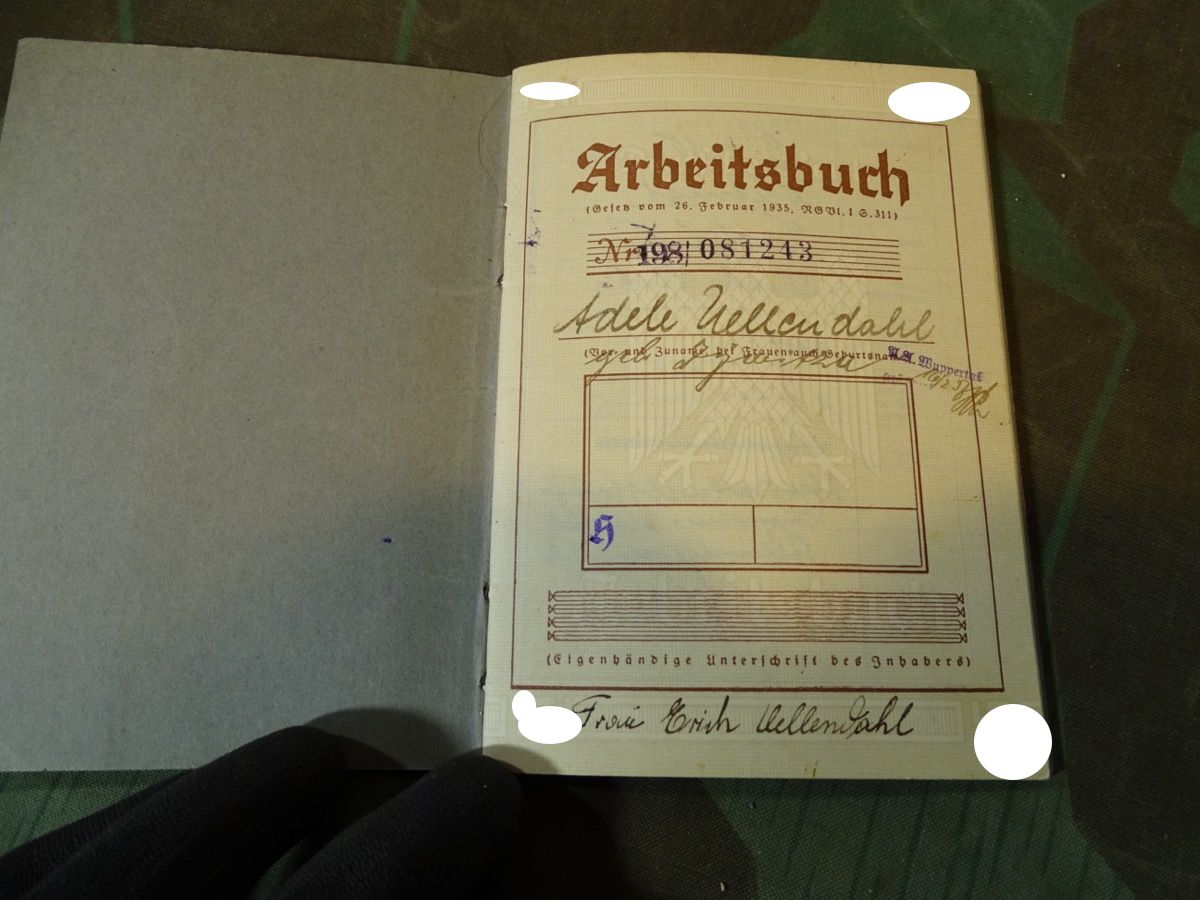 Arbeitsbuch
(Gesetz vom 26. Februar 1935, RGBl. I S. 311)
Nr. 198/081243
Adele Uellendahl
(Vor- und Zuname, bei Frauen auch Geburtsname)
geb.
A.A. Wuppertal
H
(Eigenhändige Unterschrift des Inhabers)
Frau Erich Uellendahl